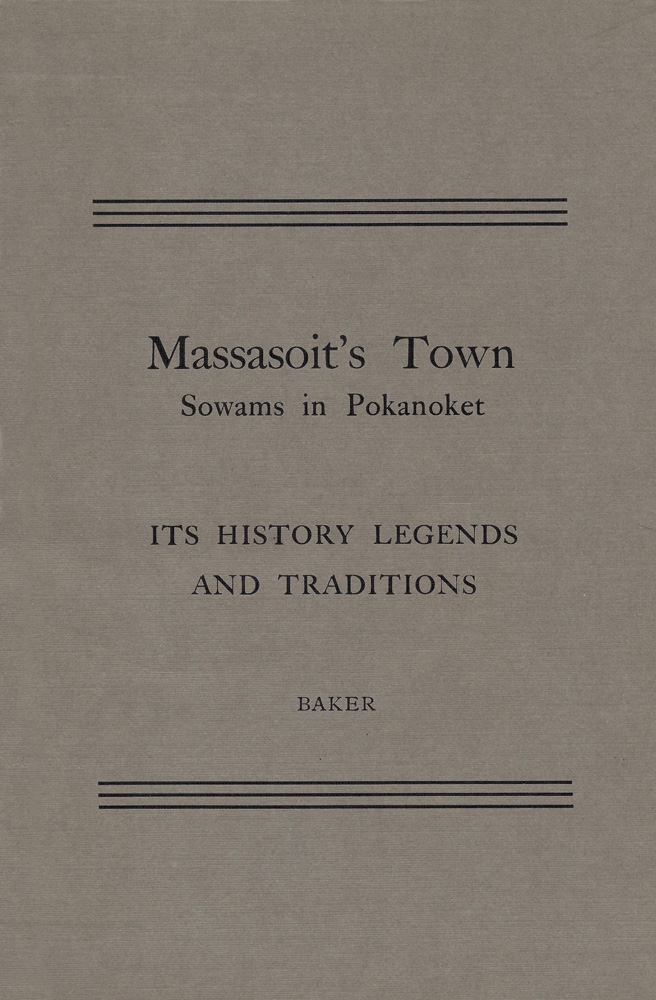 Massasoit's Town
Sowams in Pokanoket
ITS HISTORY LEGENDS
AND TRADITIONS
BAKER